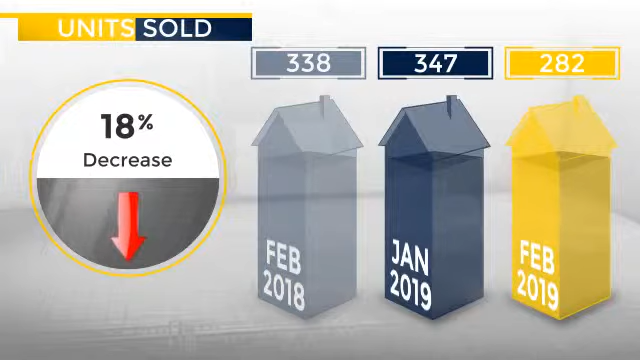 UNITS SOLD
338
347
282
18%
Decrease
FEB
2018
JAN
2019
FEB
2019